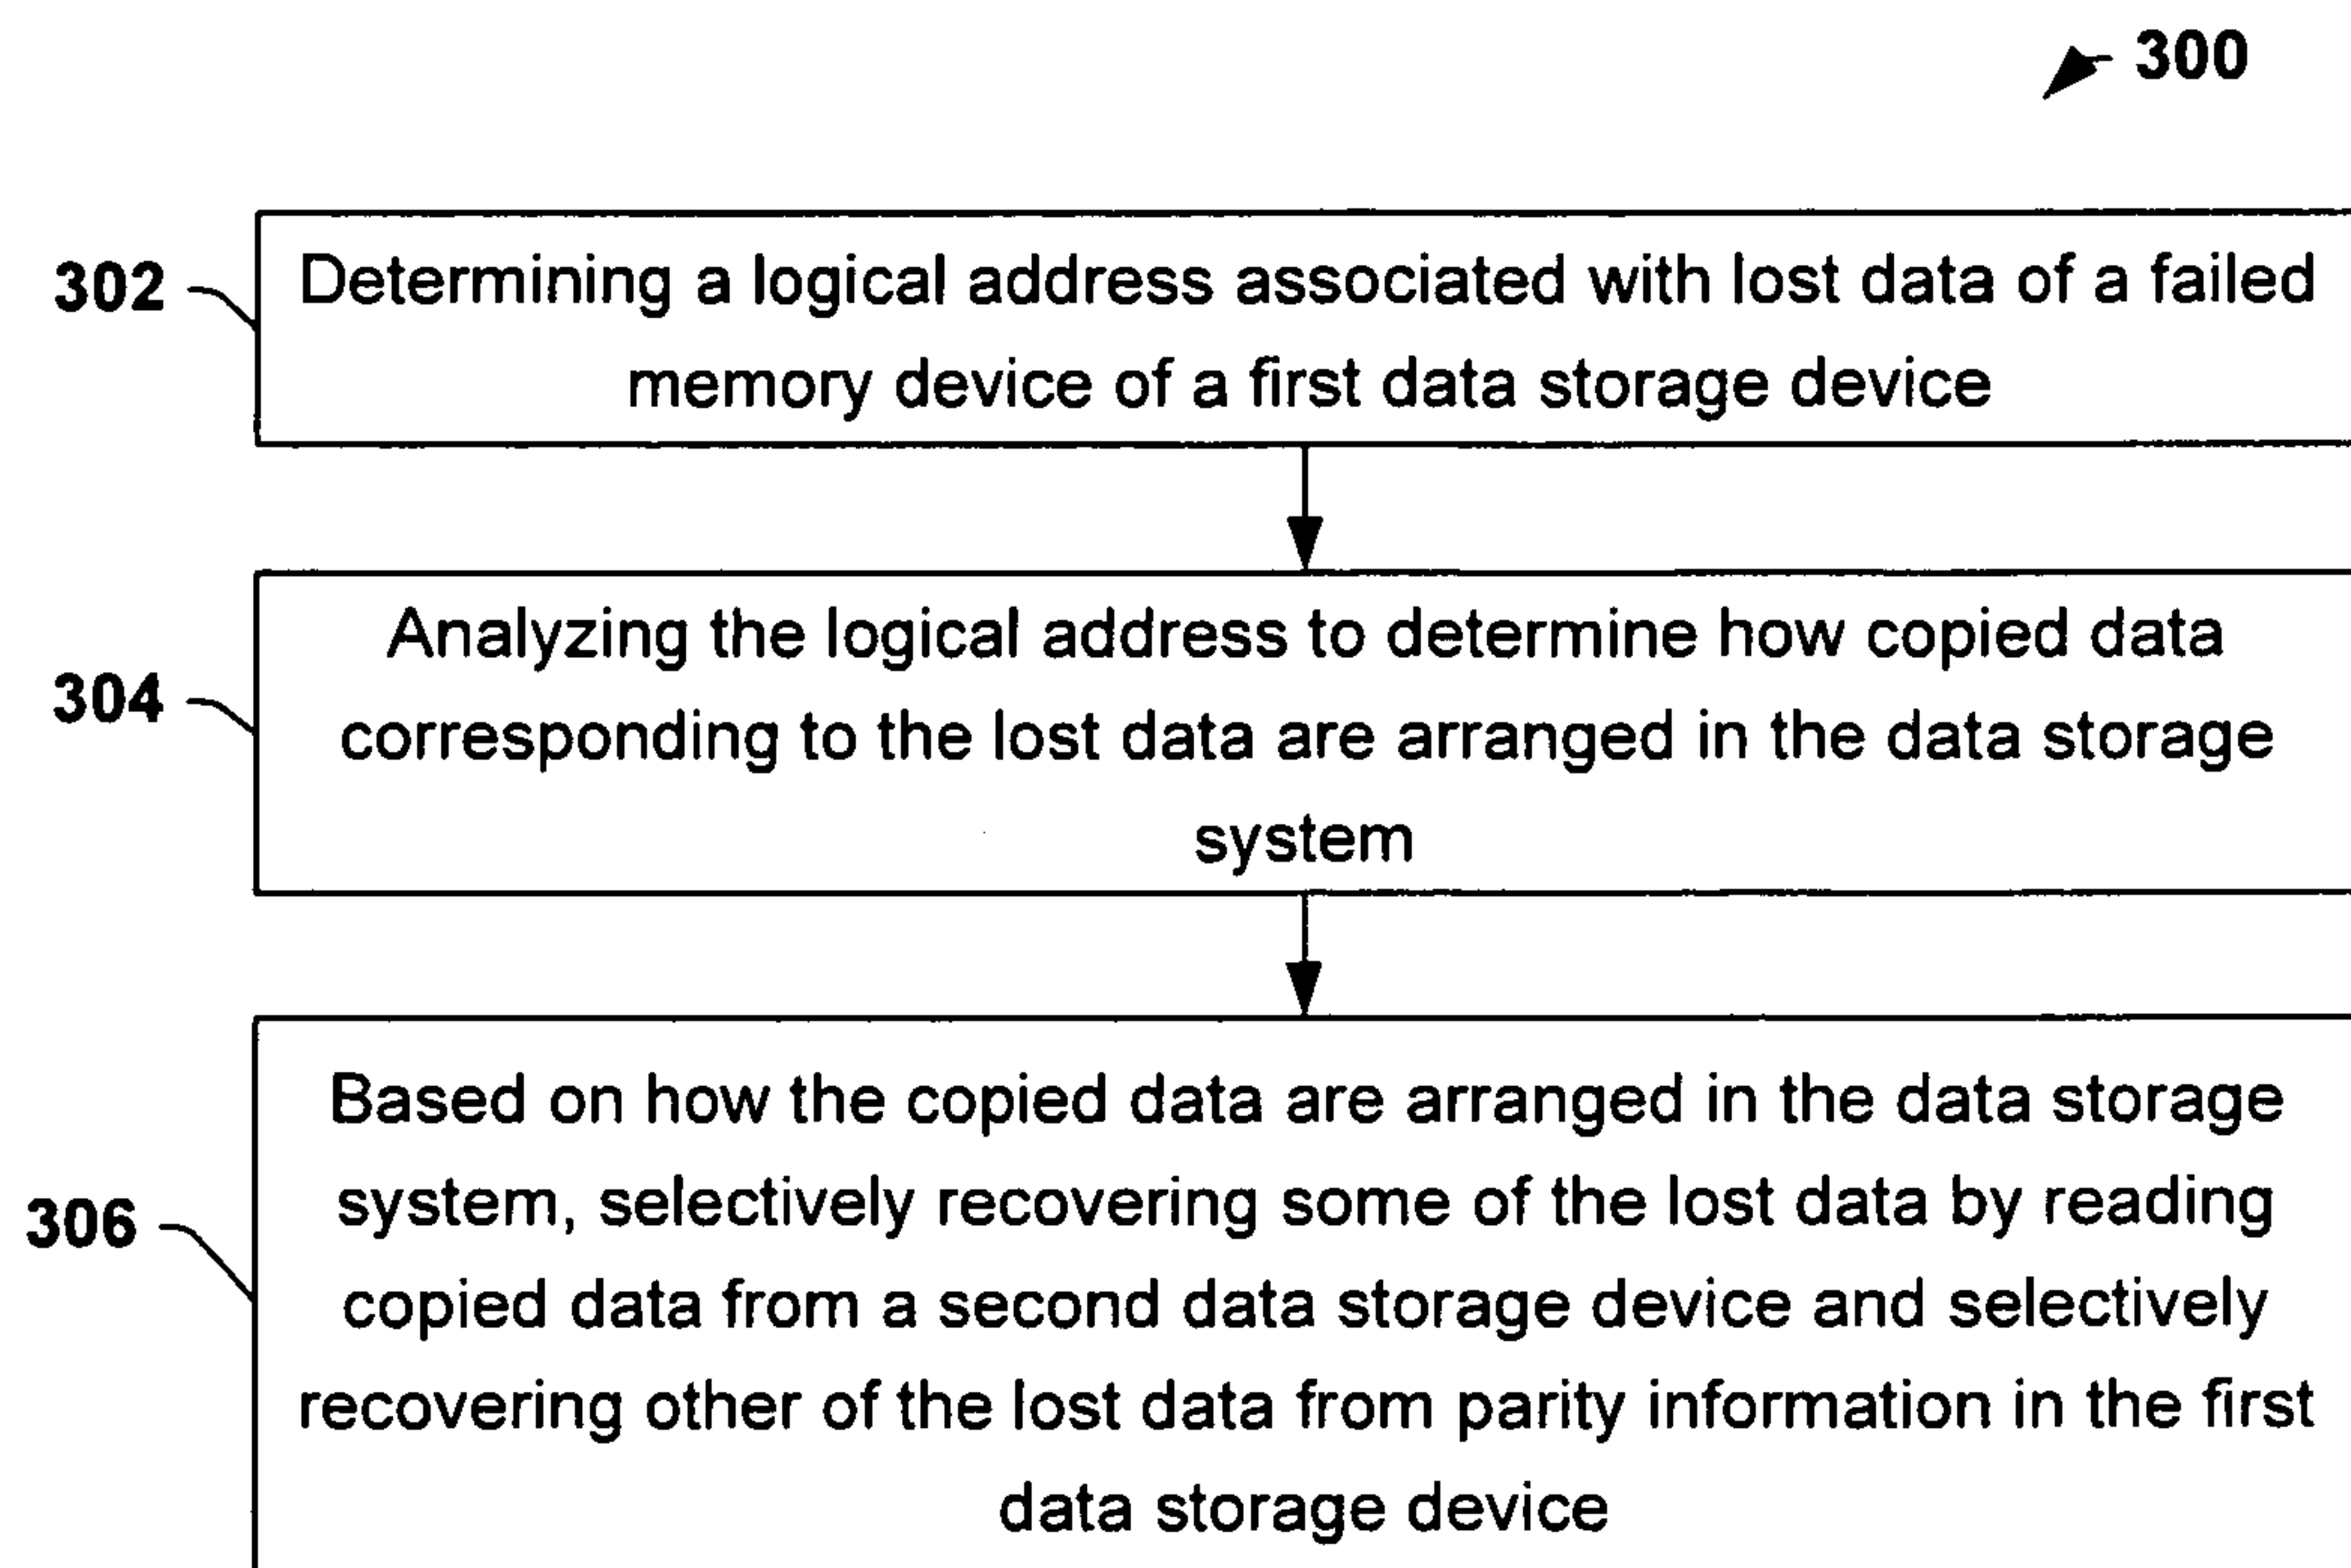 300
302
Determining a logical address associated with lost data of a failed
memory device of a first data storage device
304
Analyzing the logical address to determine how copied data
corresponding to the lost data are arranged in the data storage
system
306
Based on how the copied data are arranged in the data storage
system, selectively recovering some of the lost data by reading
copied data from a second data storage device and selectively
recovering other of the lost data from parity information in the first
data storage device